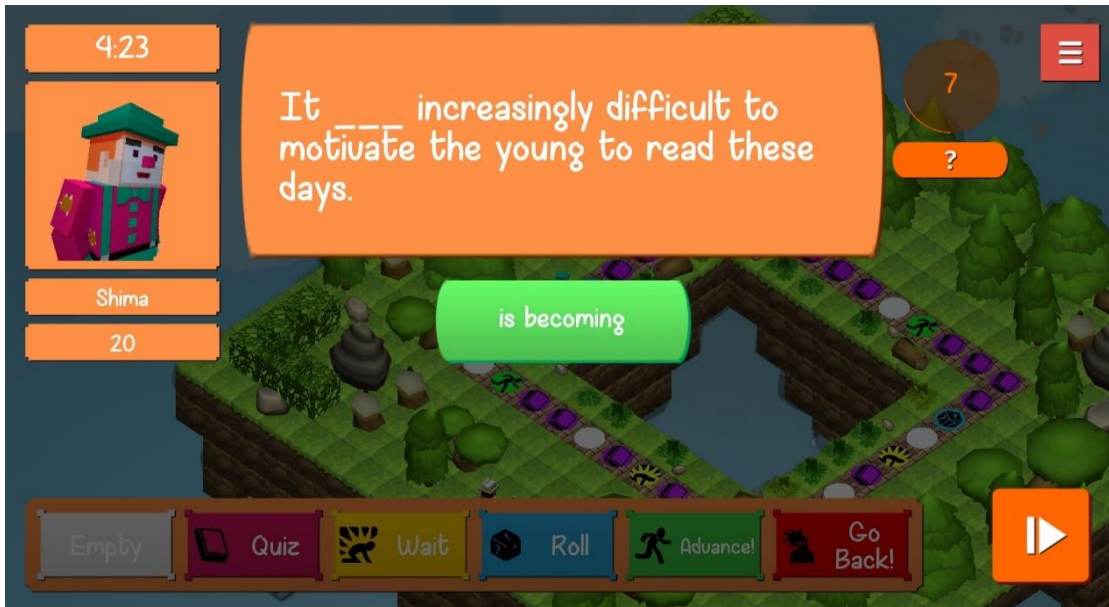 4:23
It ___ increasingly difficult to
motivate the young to read these
days.
7
?
Shima
20
is becoming
Empty
Quiz
Wait
Roll
Advance!
Go
Back!